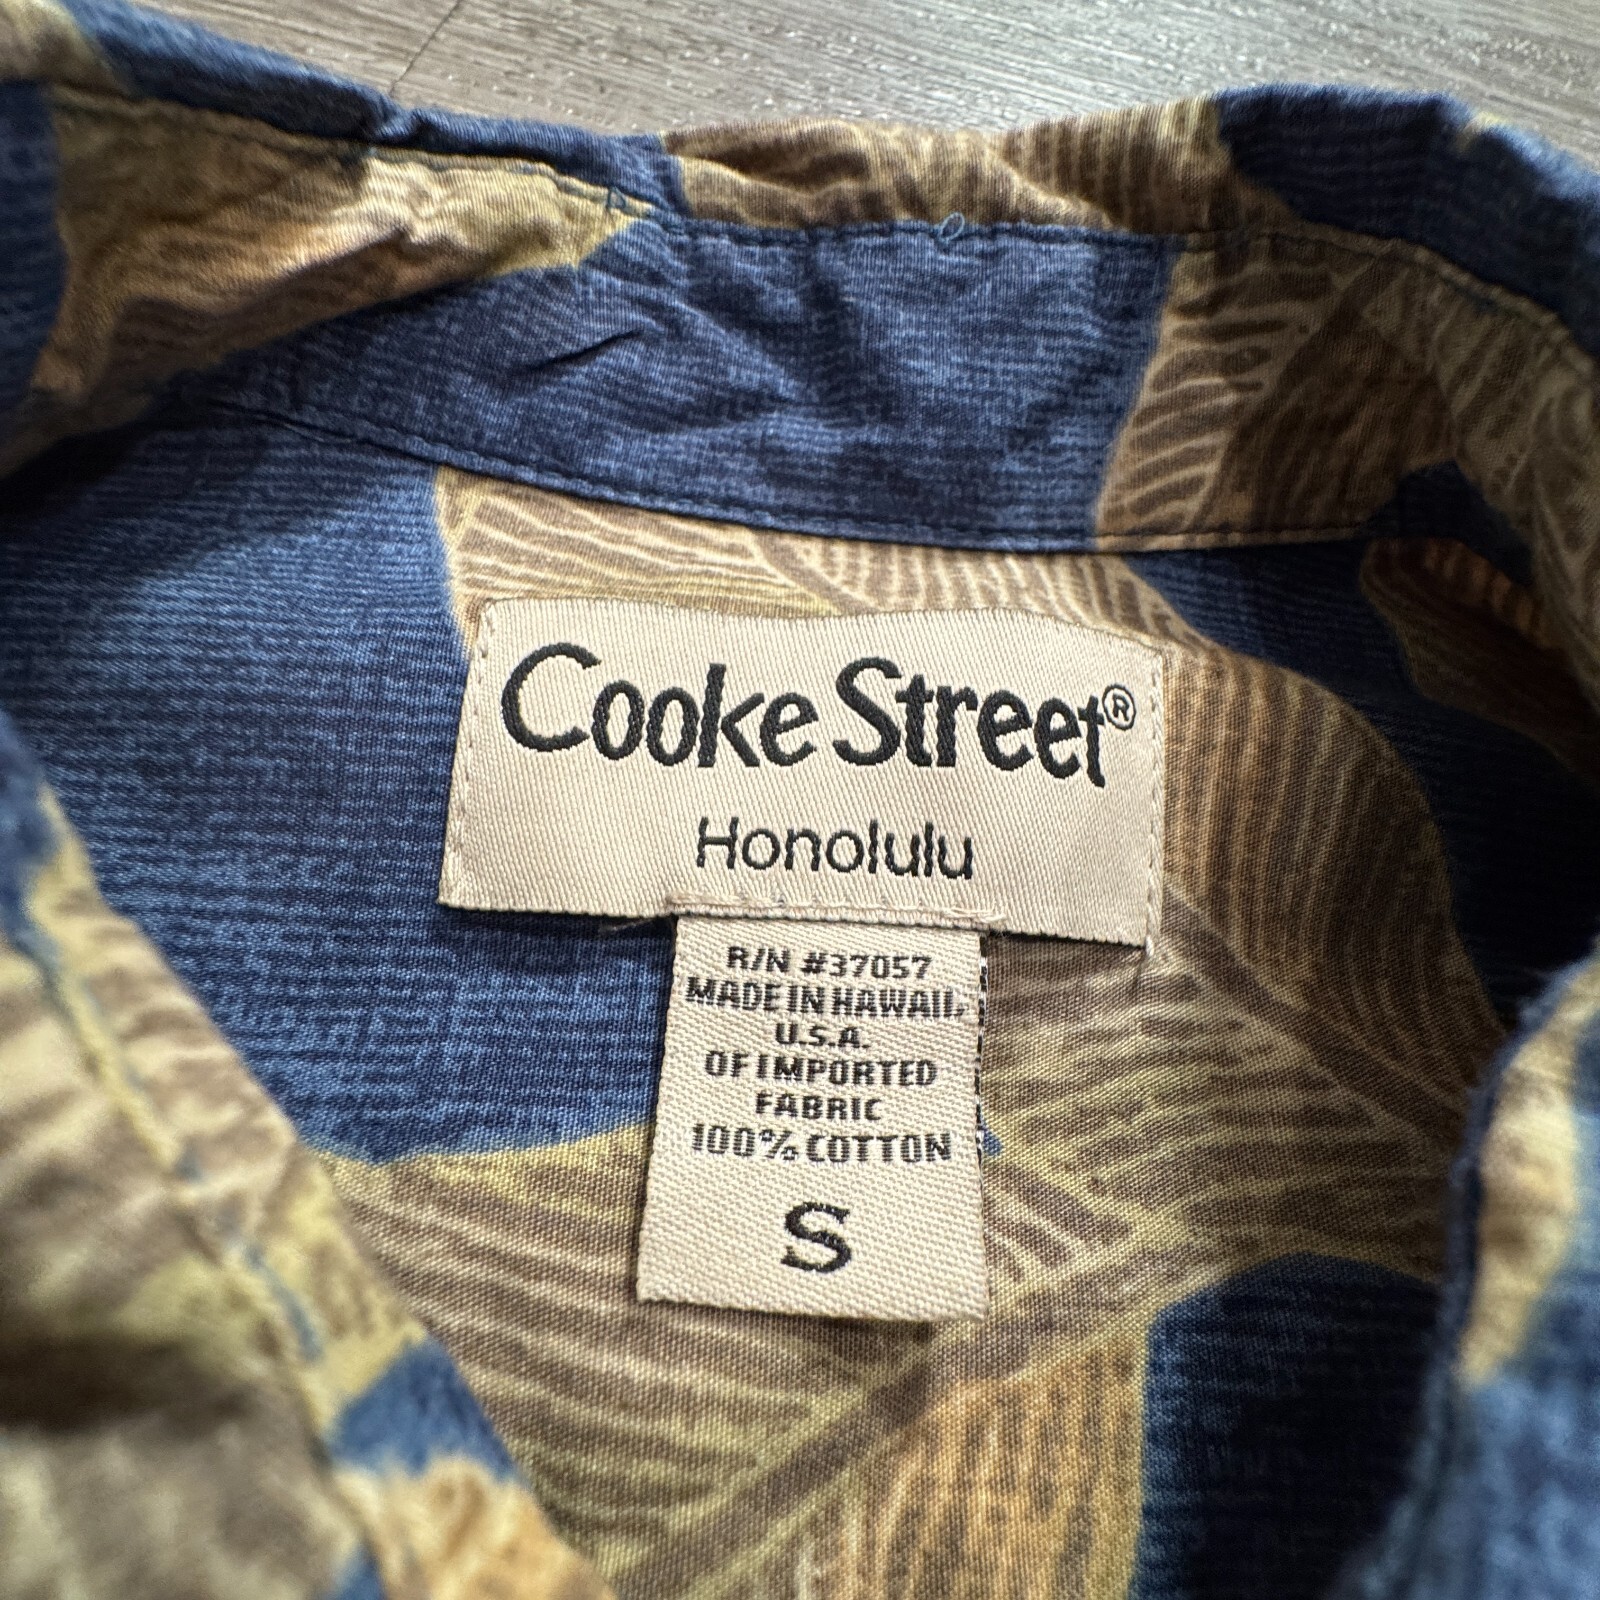 Cooke Street®
Honolulu
R/N #37057
MADE IN HAWAII,
U.S.A.
OF IMPORTED
FABRIC
100% COTTON
S